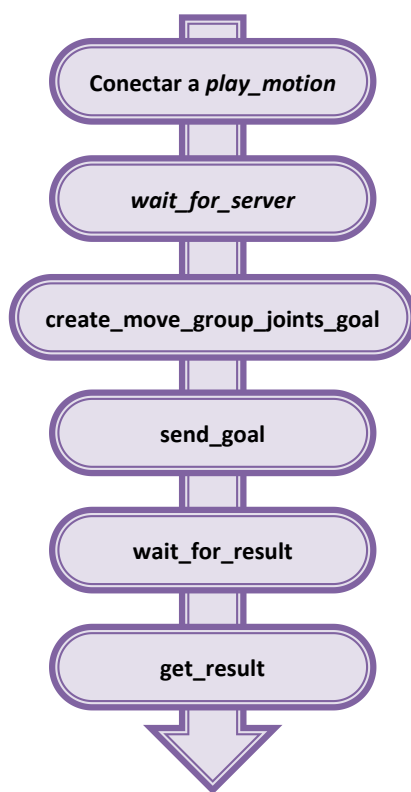 Conectar a play_motion
wait_for_server
create_move_group_joints_goal
send_goal
wait_for_result
get_result